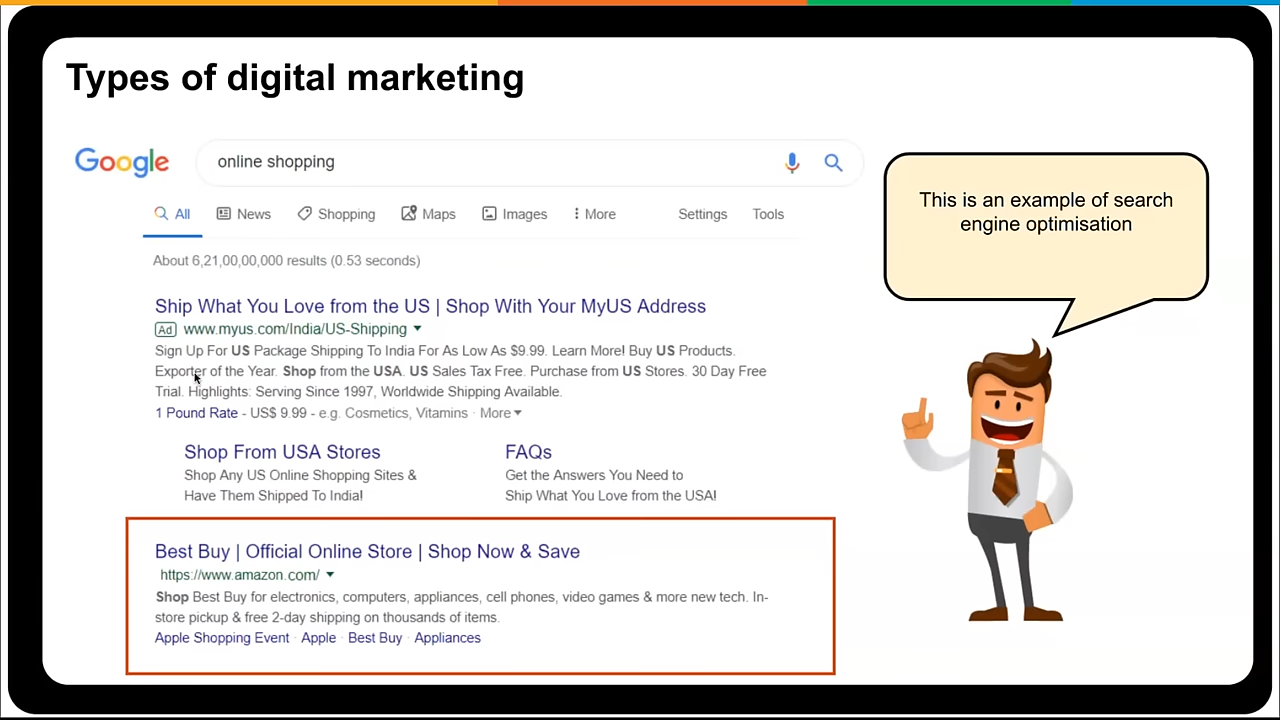 Types of digital marketing
Google
online shopping
All News Shopping Maps Images More Settings Tools
About 6,21,00,00,000 results (0.53 seconds)
Ship What You Love from the US | Shop With Your MyUS Address
Ad www.myus.com/India/US-Shipping
Sign Up For US Package Shipping To India For As Low As $9.99. Learn More! Buy US Products.
Exporter of the Year. Shop from the USA. US Sales Tax Free. Purchase from US Stores. 30 Day Free
Trial. Highlights: Serving Since 1997, Worldwide Shipping Available.
1 Pound Rate - US$ 9.99 - e.g. Cosmetics, Vitamins · More
Shop From USA Stores
Shop Any US Online Shopping Sites &
Have Them Shipped To India!
FAQs
Get the Answers You Need to
Ship What You Love from the USA!
Best Buy | Official Online Store | Shop Now & Save
https://www.amazon.com/
Shop Best Buy for electronics, computers, appliances, cell phones, video games & more new tech. In-
store pickup & free 2-day shipping on thousands of items.
Apple Shopping Event · Apple · Best Buy · Appliances
This is an example of search
engine optimisation